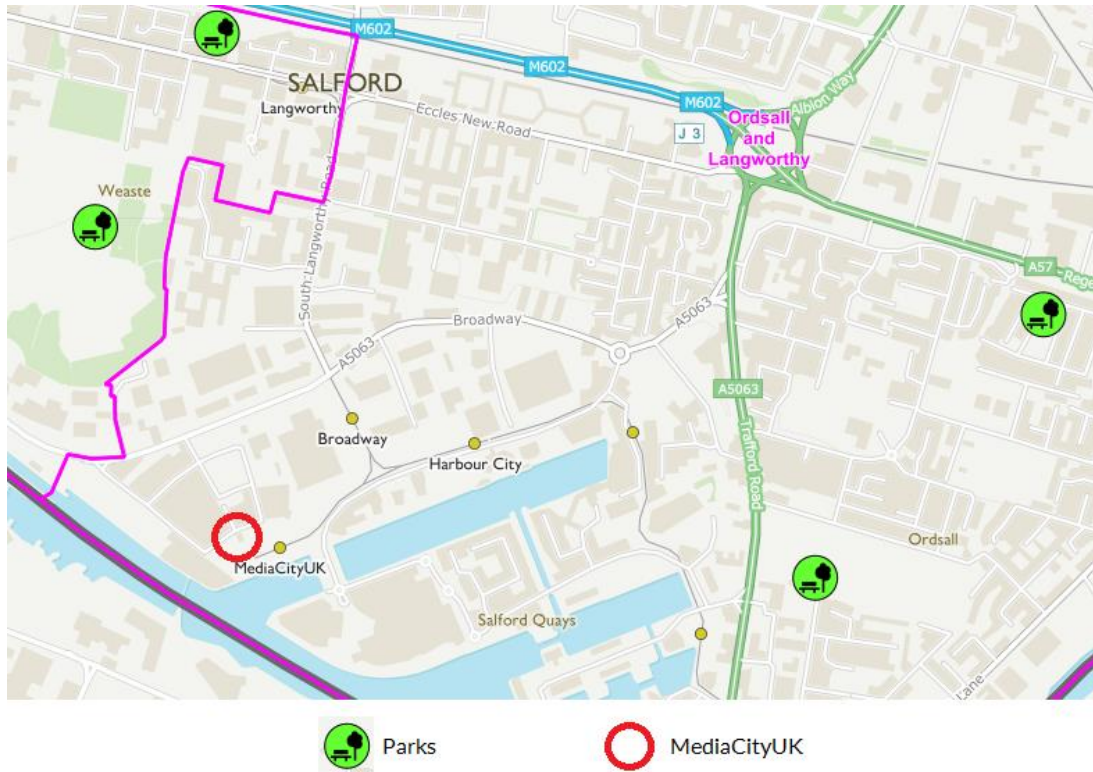 M602
M602
SALFORD
Langworthy
M602
Eccles New Road
J 3
Albion Way
Ordsall
and
Langworthy
Weaste
South Langworthy Road
A57
Rege
A5063
Broadway
A5063
A5063
Trafford Road
Broadway
Harbour City
Ordsall
MediaCityUK
Salford Quays
Lane
Parks
MediaCityUK